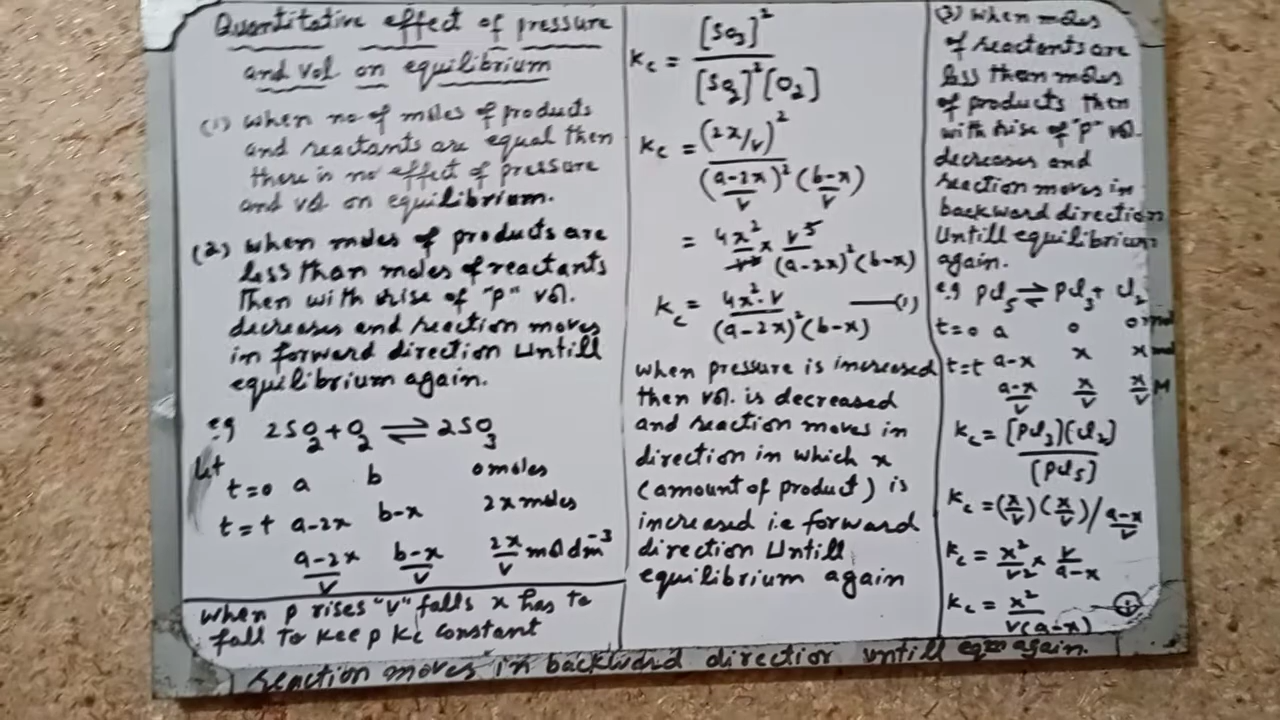 Quantitative effect of pressure
and vol on equilibrium
(1) when no of moles of products
and reactants are equal then
there is no effect of pressure
and vol on equilibrium.
(2) when moles of products are
less than moles of reactants
Then with rise of "p" vol.
decreases and reaction moves
in forward direction Untill
equilibrium again.
eg 2SO₂ + O₂ ⇌ 2SO₃
Let
t=0 a b 0 moles
t=t a-2x b-x 2x moles
(a-2x)/V (b-x)/V 2x/V mol dm⁻³
when p rises "V" falls x has to
fall to keep Kc constant
Kc = [SO₃]² / [SO₂]² [O₂]
Kc = (2x/V)² / ((a-2x)/V)² ((b-x)/V)
= 4x²/V² × V³/(a-2x)²(b-x)
Kc = 4x².V / (a-2x)²(b-x) —(1)
when pressure is increased
then vol. is decreased
and reaction moves in
direction in which x
(amount of product) is
increased i.e forward
direction Untill
equilibrium again
(3) when moles
of reactants are
less than moles
of products then
with rise of "p" vol.
decreases and
reaction moves in
backward direction
Untill equilibrium
again.
e.g PCl₅ ⇌ PCl₃ + Cl₂
t=0 a 0 0 mol
t=t a-x x x mol
(a-x)/V x/V x/V M
Kc = [PCl₃][Cl₂] / [PCl₅]
Kc = (x/V)(x/V) / (a-x)/V
Kc = x²/V² × V/(a-x)
Kc = x² / V(a-x)
reaction moves in backward direction untill eqm again.